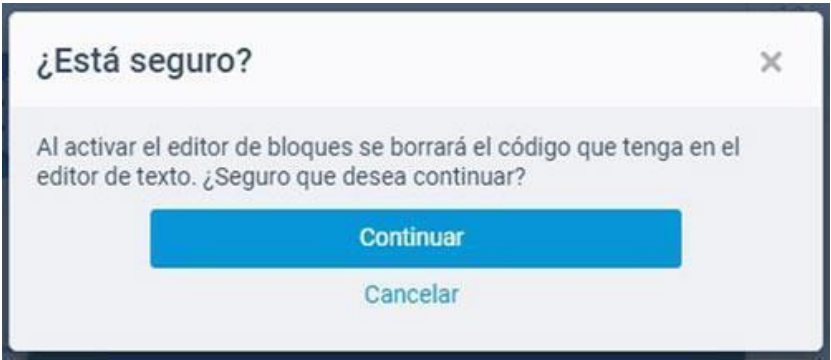 ¿Está seguro?
Al activar el editor de bloques se borrará el código que tenga en el
editor de texto. ¿Seguro que desea continuar?
Continuar
Cancelar